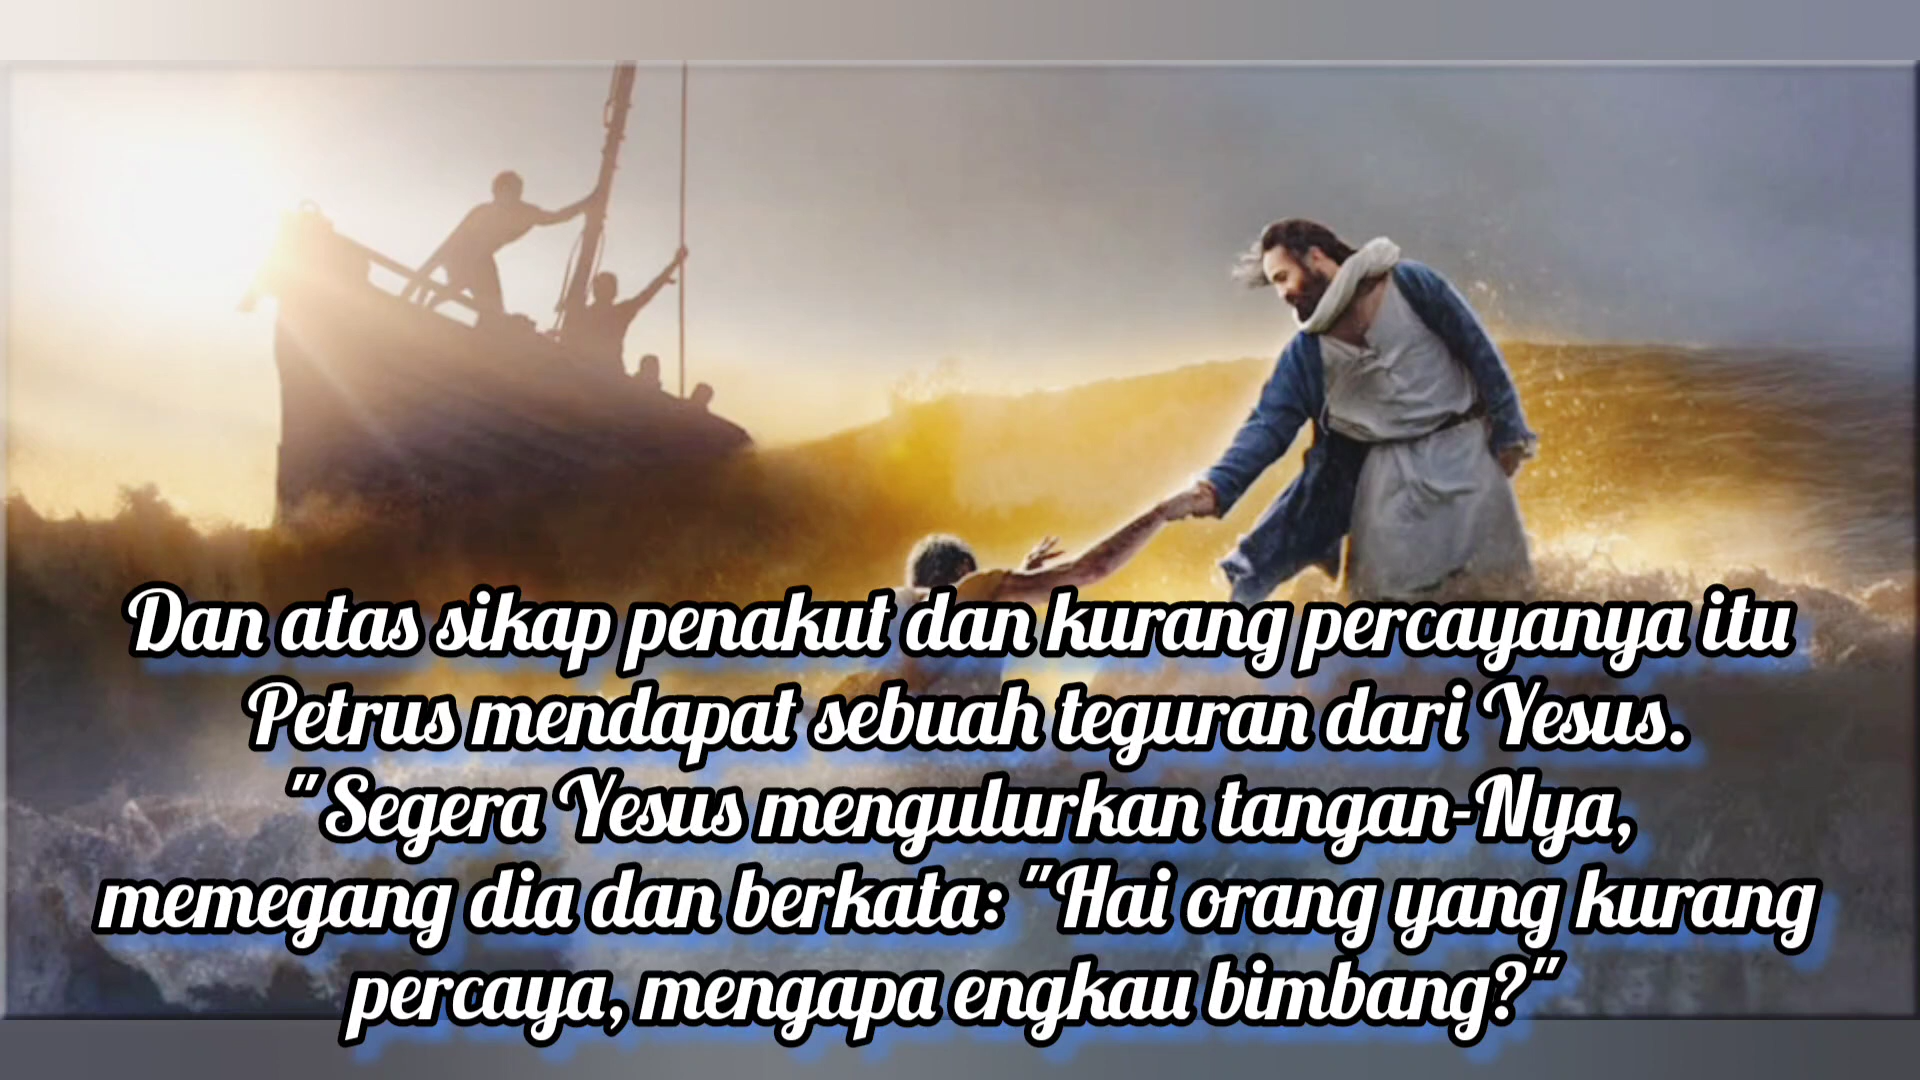 Dan atas sikap penakut dan kurang percayanya itu
Petrus mendapat sebuah teguran dari Yesus.
"Segera Yesus mengulurkan tangan-Nya,
memegang dia dan berkata: "Hai orang yang kurang
percaya, mengapa engkau bimbang?"